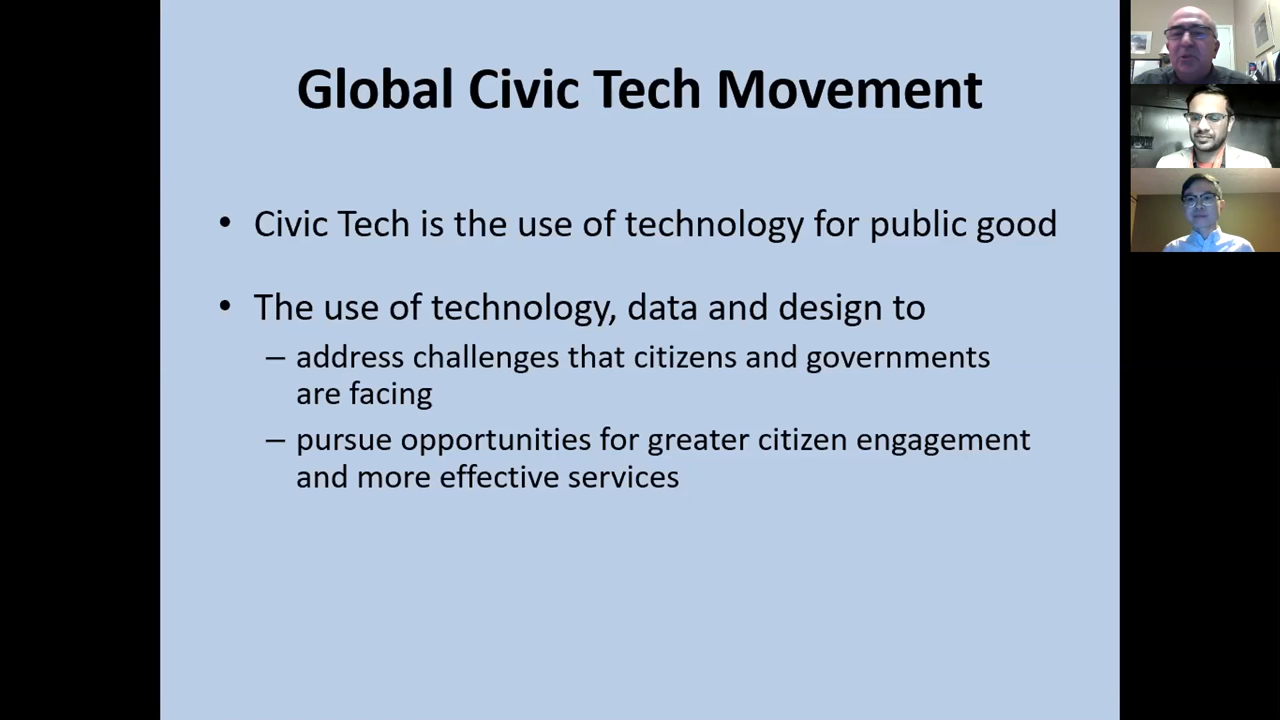 Global Civic Tech Movement
• Civic Tech is the use of technology for public good
• The use of technology, data and design to
– address challenges that citizens and governments
are facing
– pursue opportunities for greater citizen engagement
and more effective services